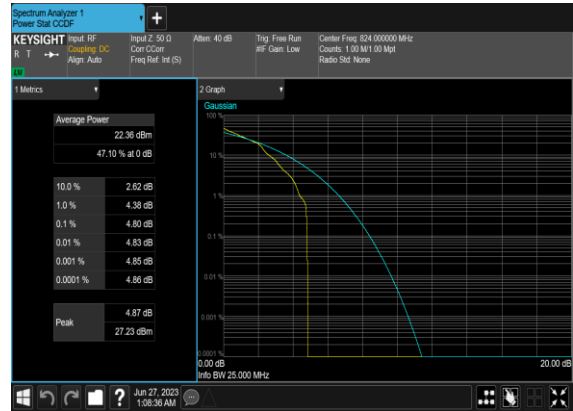 Spectrum Analyzer 1
Power Stat CCDF
KEYSIGHT
R T
LW
Input: RF
Coupling: DC
Align: Auto
Input Z: 50 Ω
Corr CCorr
Freq Ref: Int (S)
Atten: 40 dB
Trig: Free Run
#IF Gain: Low
Center Freq: 824.000000 MHz
Counts: 1.00 M/1.00 Mpt
Radio Std: None
1 Metrics
Average Power
22.36 dBm
47.10 % at 0 dB
10.0 % 2.62 dB
1.0 % 4.38 dB
0.1 % 4.80 dB
0.01 % 4.83 dB
0.001 % 4.85 dB
0.0001 % 4.86 dB
Peak
4.87 dB
27.23 dBm
2 Graph
Gaussian
100 %
10 %
1 %
0.1 %
0.01 %
0.001 %
0.0001 %
0.00 dB
20.00 dB
Info BW 25.000 MHz
?
Jun 27, 2023
1:08:36 AM